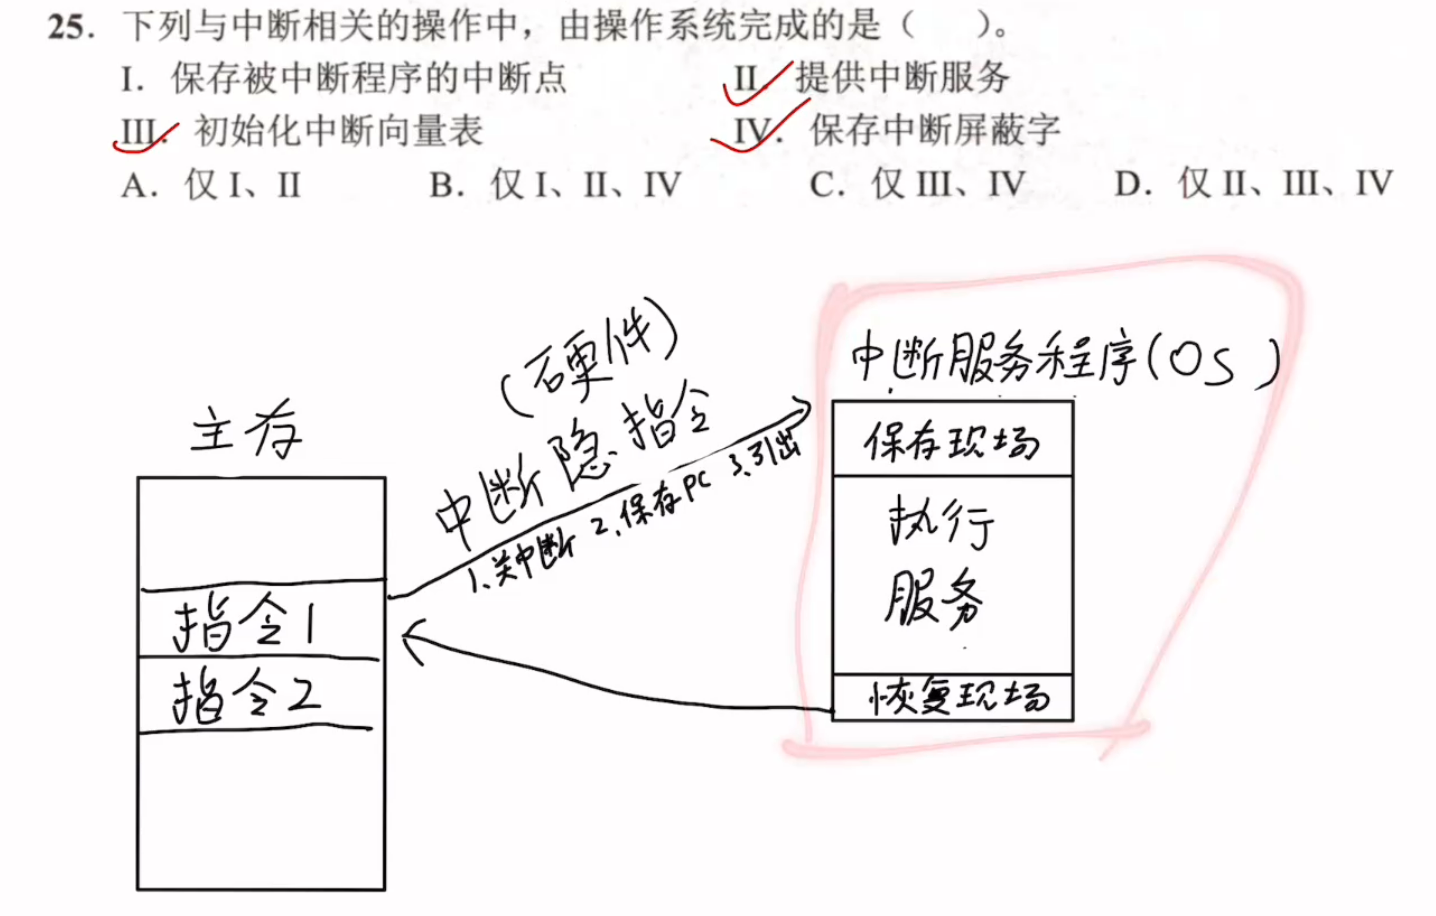 25. 下列与中断相关的操作中，由操作系统完成的是（　　）。
I. 保存被中断程序的中断点　II. 提供中断服务
III. 初始化中断向量表　IV. 保存中断屏蔽字
A. 仅 I、II　B. 仅 I、II、IV　C. 仅 III、IV　D. 仅 II、III、IV
（硬件）
中断隐指令
1、关中断 2、保存PC 3、引出
主存
指令1
指令2
中断服务程序(OS)
保存现场
执行
服务
恢复现场